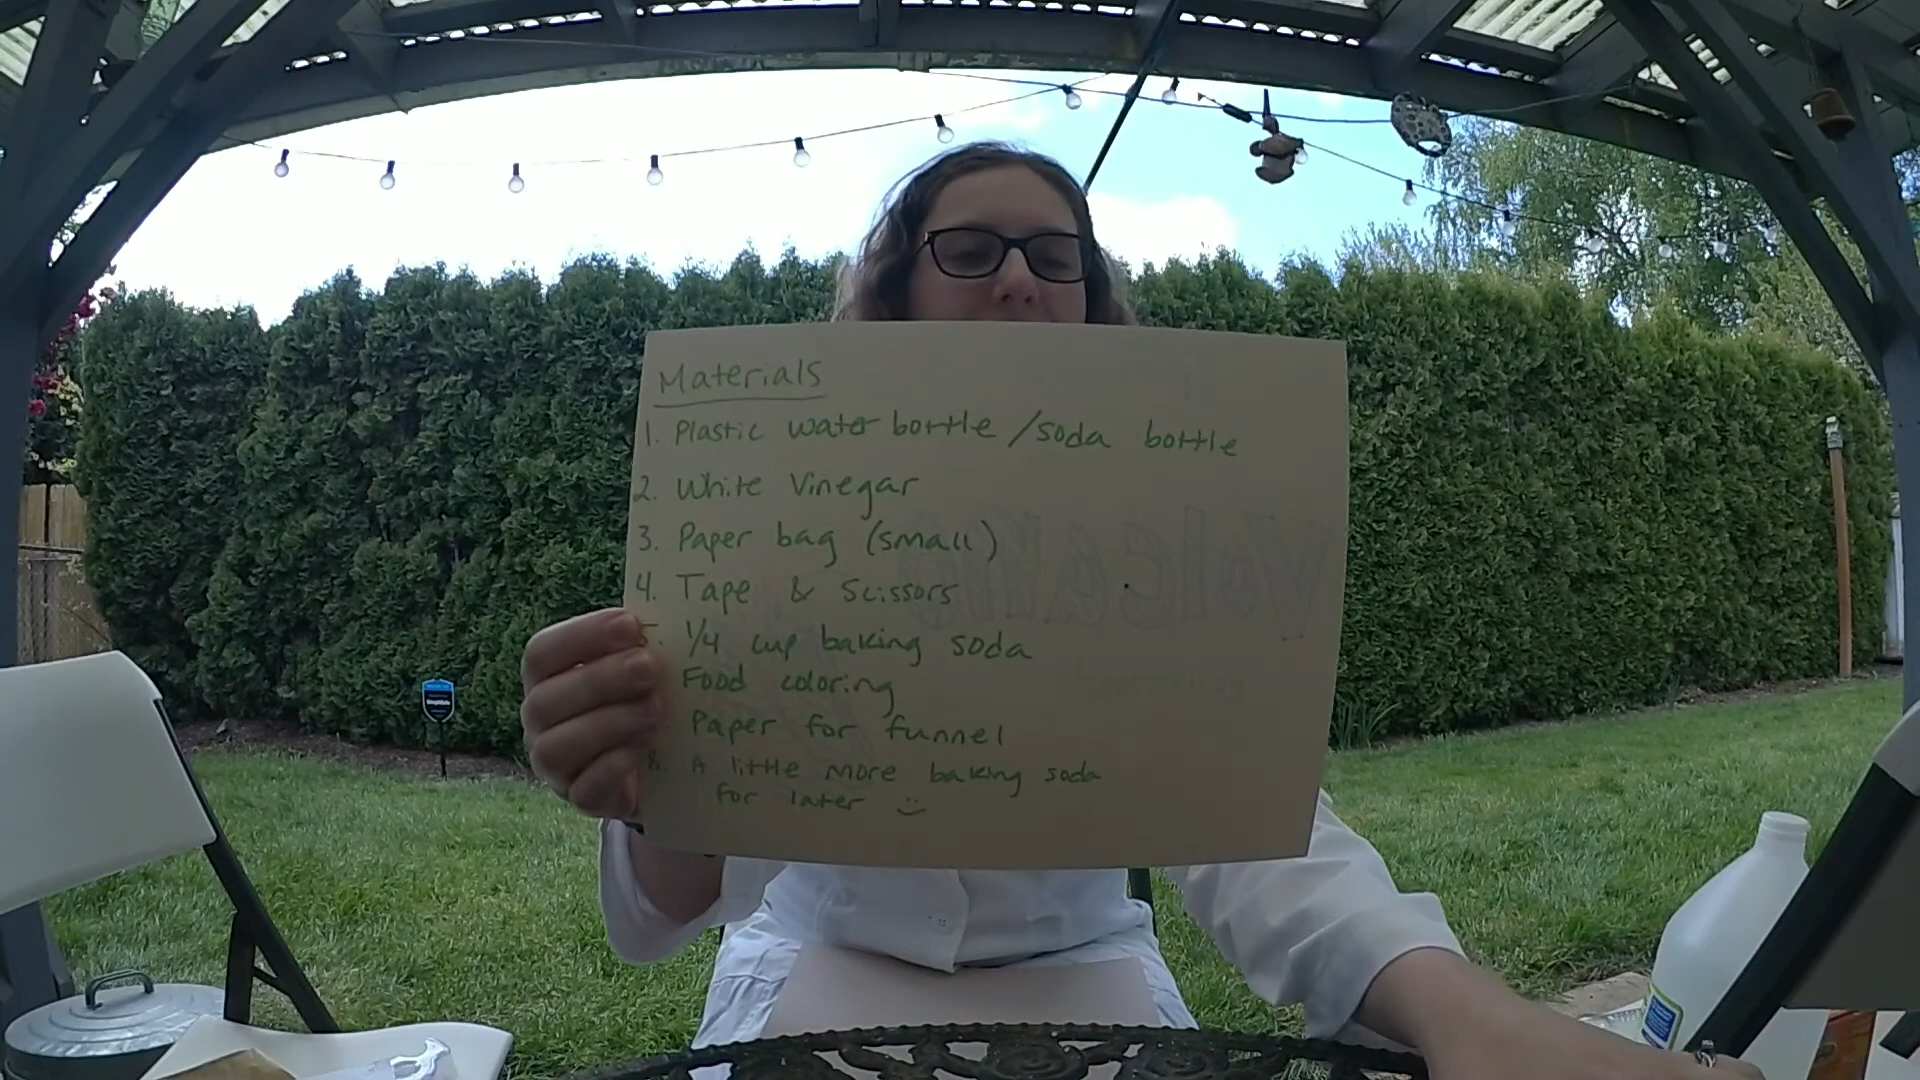 Materials
1. Plastic water bottle /soda bottle
2. White Vinegar
3. Paper bag (small)
4. Tape & Scissors
5. 1/4 cup baking soda
Food coloring
Paper for funnel
8. A little more baking soda
for later :)
Volcano